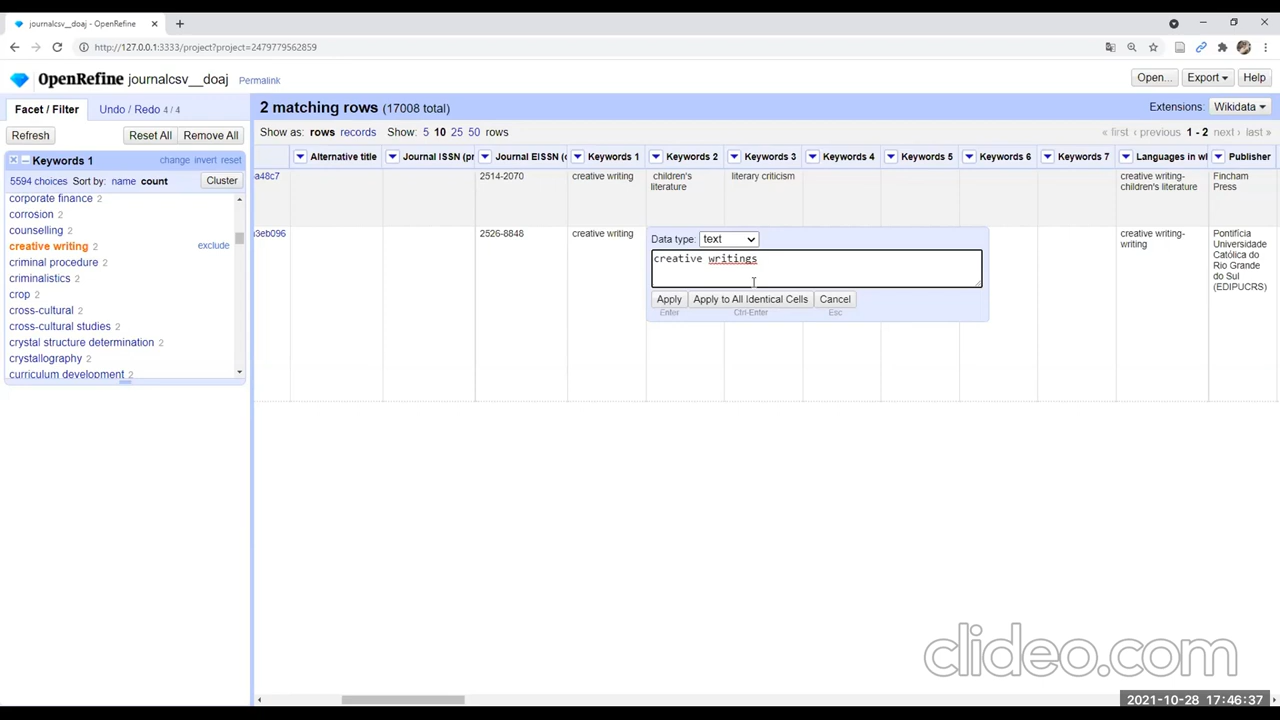 journalcsv__doaj - OpenRefine
http://127.0.0.1:3333/project?project=2479779562859
OpenRefine journalcsv__doaj Permalink
Open... Export Help
Facet / Filter Undo / Redo 4 / 4
2 matching rows (17008 total)
Extensions: Wikidata
Refresh Reset All Remove All
Show as: rows records Show: 5 10 25 50 rows
« first ‹ previous 1 - 2 next › last »
Keywords 1 change invert reset
5594 choices Sort by: name count Cluster
corporate finance 2
corrosion 2
counselling 2
creative writing 2 exclude
criminal procedure 2
criminalistics 2
crop 2
cross-cultural 2
cross-cultural studies 2
crystal structure determination 2
crystallography 2
curriculum development 2
Alternative title Journal ISSN (pr Journal EISSN (o Keywords 1 Keywords 2 Keywords 3 Keywords 4 Keywords 5 Keywords 6 Keywords 7 Languages in w Publisher
a48c7 2514-2070 creative writing children's literature literary criticism creative writing-children's literature Fincham Press
3eb096 2526-8848 creative writing
creative writing-writing
Pontifícia
Universidade
Católica do
Rio Grande
do Sul
(EDIPUCRS)
Data type: text
creative writings
Apply Apply to All Identical Cells Cancel
Enter Ctrl-Enter Esc
clideo.com
2021-10-28 17:46:37